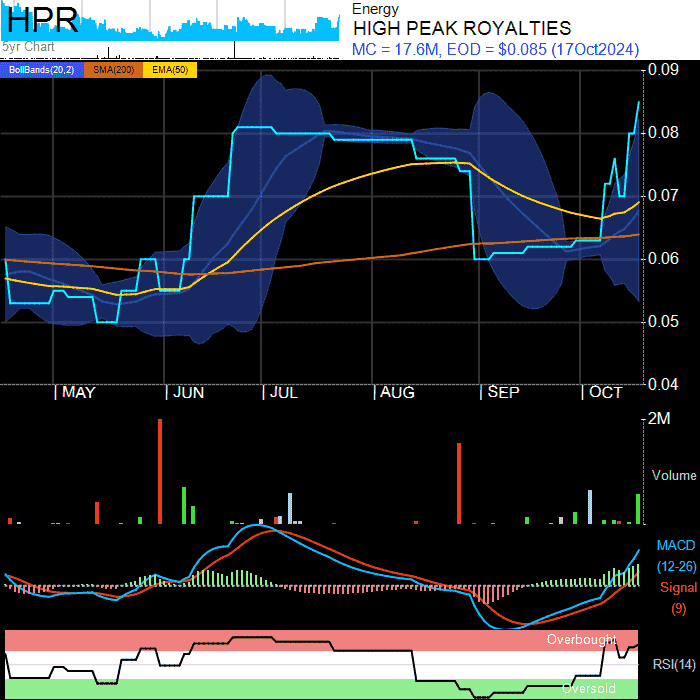 HPR
5yr Chart
Energy
HIGH PEAK ROYALTIES
MC = 17.6M, EOD = $0.085 (17Oct2024)
BollBands(20,2) SMA(200) EMA(50)
0.09
0.08
0.07
0.06
0.05
0.04
MAY JUN JUL AUG SEP OCT
2M
Volume
MACD
(12-26)
Signal
(9)
Overbought
RSI(14)
Oversold